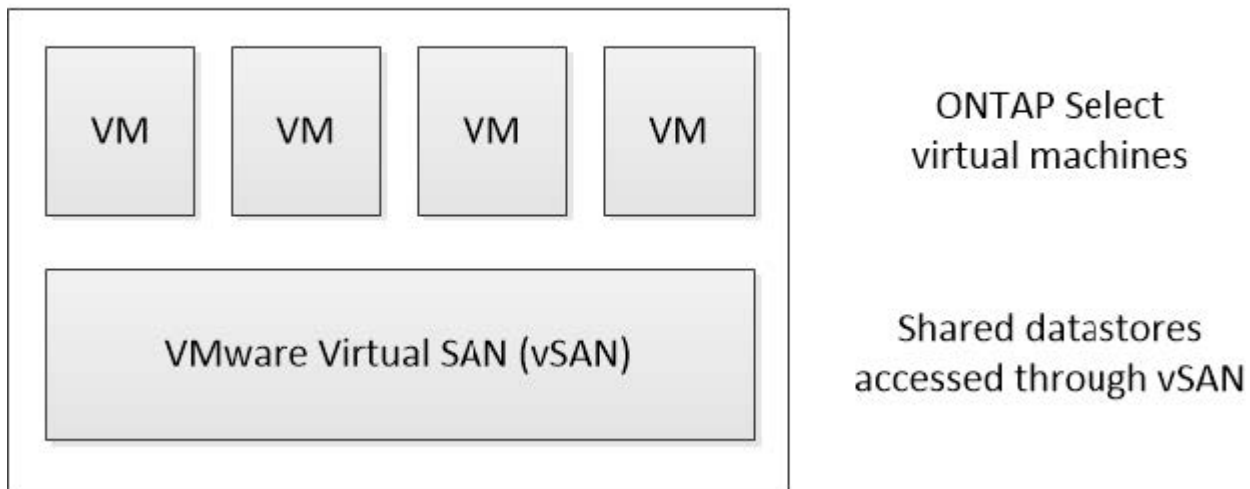 VM VM VM VM
ONTAP Select
virtual machines
VMware Virtual SAN (vSAN)
Shared datastores
accessed through vSAN